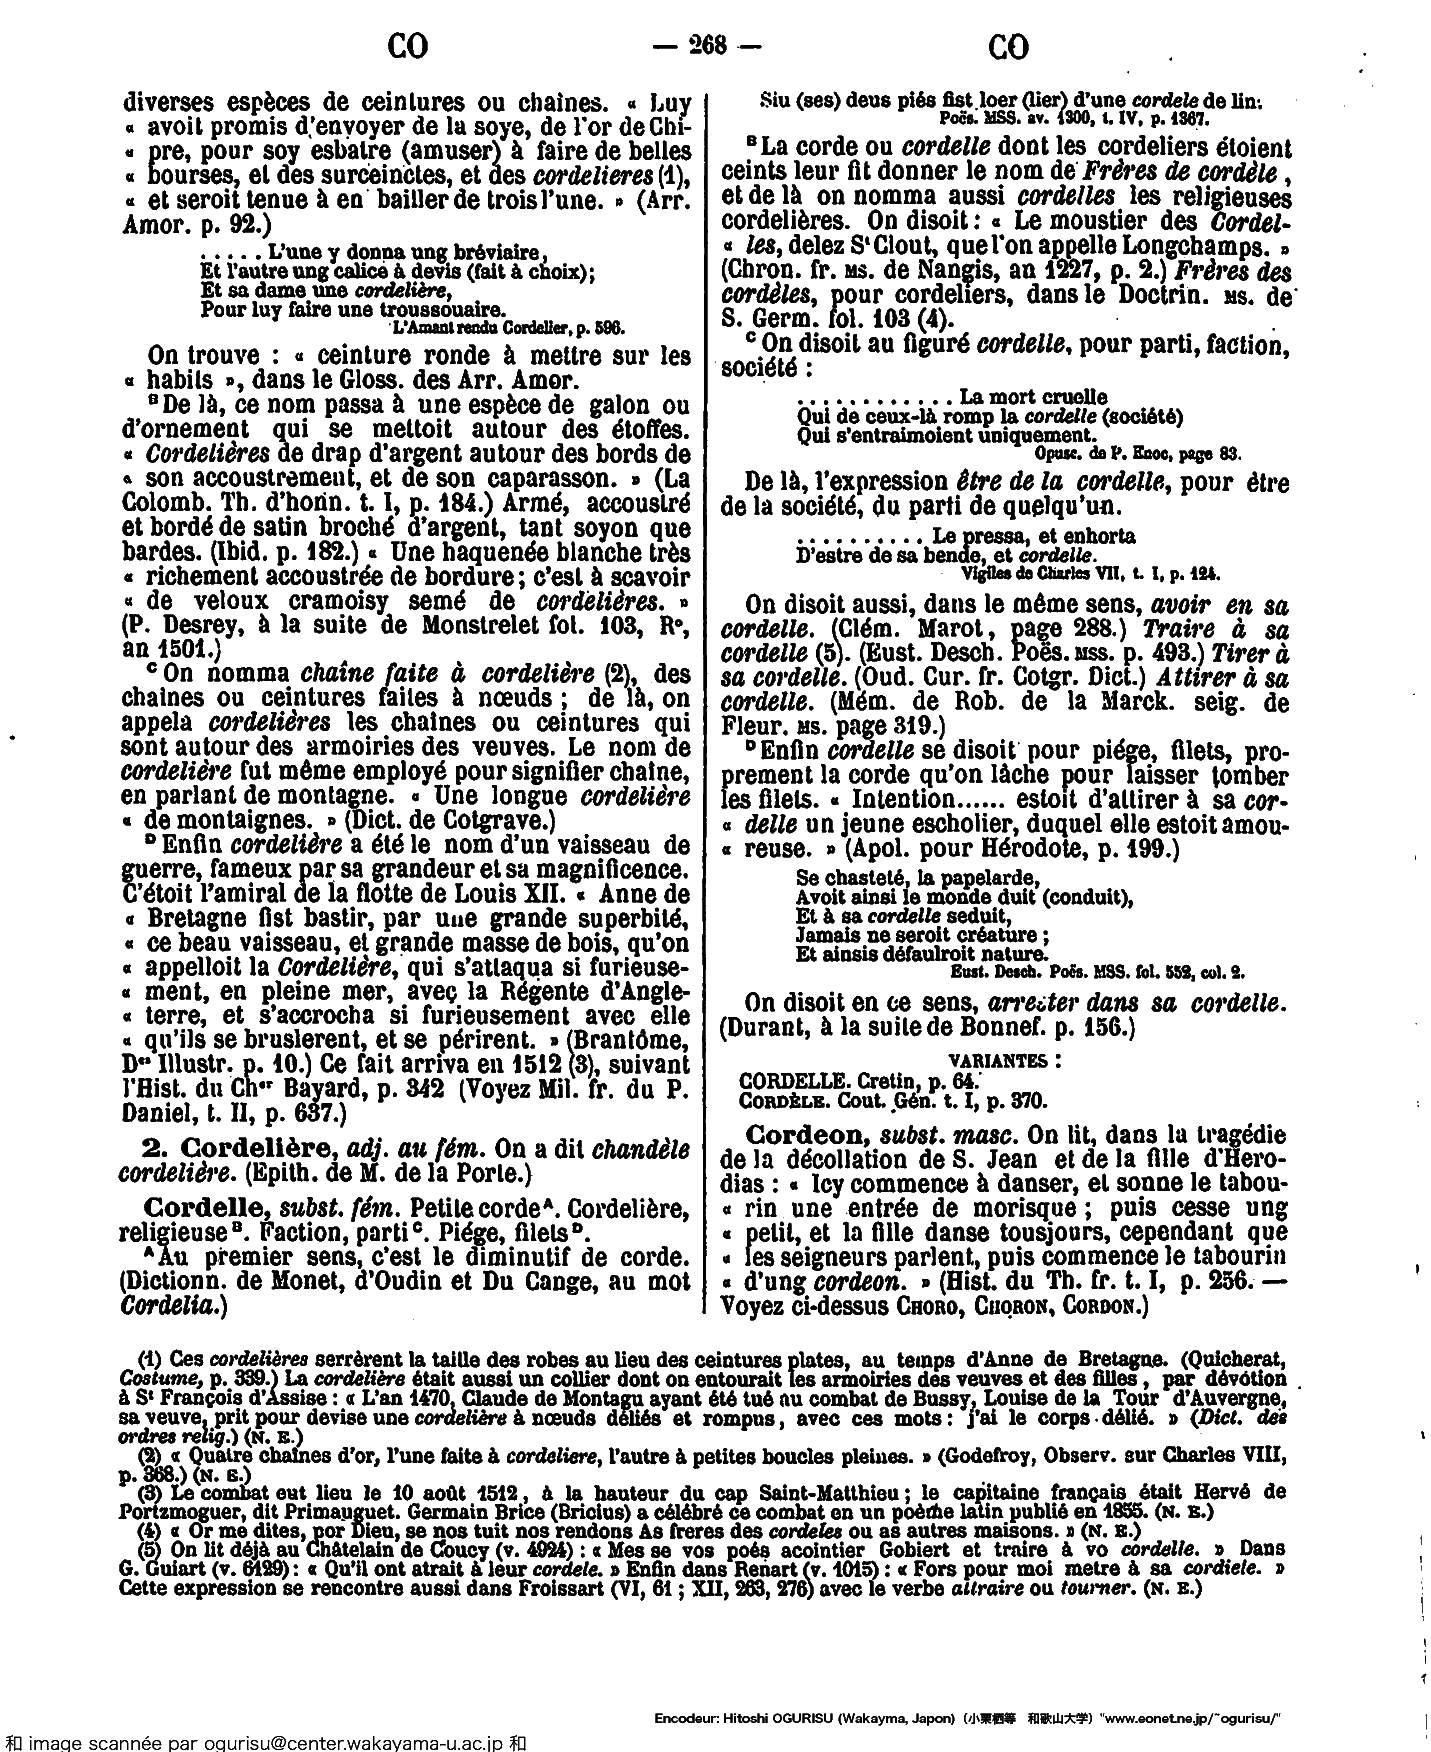 CO — 268 — CO
diverses espèces de ceintures ou chaînes. « Luy
« avoit promis d'envoyer de la soye, de l'or de Chi-
« pre, pour soy esbatre (amuser) à faire de belles
« bourses, et des surceinctes, et des cordelieres (1),
« et seroit tenue à en bailler de trois l'une. » (Arr.
Amor. p. 92.)
. . . . . L'une y donna ung bréviaire,
Et l'autre ung calice à devis (fait à choix);
Et sa dame une cordelière,
Pour luy faire une troussouaire.
L'Amant rendu Cordelier, p. 596.
On trouve : « ceinture ronde à mettre sur les
« habits », dans le Gloss. des Arr. Amor.
B De là, ce nom passa à une espèce de galon ou
d'ornement qui se mettoit autour des étoffes.
« Cordelières de drap d'argent autour des bords de
« son accoustrement, et de son caparasson. » (La
Colomb. Th. d'honn. t. I, p. 184.) Armé, accoustré
et bordé de satin broché d'argent, tant soyon que
bardes. (Ibid. p. 182.) « Une haquenée blanche très
« richement accoustrée de bordure ; c'est à scavoir
« de veloux cramoisy semé de cordelières. »
(P. Desrey, à la suite de Monstrelet fol. 103, R°,
an 1501.)
C On nomma chaîne faite à cordelière (2), des
chaînes ou ceintures faites à nœuds ; de là, on
appela cordelières les chaînes ou ceintures qui
sont autour des armoiries des veuves. Le nom de
cordelière fut même employé pour signifier chaîne,
en parlant de montagne. « Une longue cordelière
« de montaignes. » (Dict. de Cotgrave.)
D Enfin cordelière a été le nom d'un vaisseau de
guerre, fameux par sa grandeur et sa magnificence.
C'étoit l'amiral de la flotte de Louis XII. « Anne de
« Bretagne fist bastir, par une grande superbité,
« ce beau vaisseau, et grande masse de bois, qu'on
« appelloit la Cordelière, qui s'attaqua si furieuse-
« ment, en pleine mer, avec la Régente d'Angle-
« terre, et s'accrocha si furieusement avec elle
« qu'ils se bruslerent, et se périrent. » (Brantôme,
Des Illustr. p. 10.) Ce fait arriva en 1512 (3), suivant
l'Hist. du Cher Bayard, p. 342 (Voyez Mil. fr. du P.
Daniel, t. II, p. 637.)
2. Cordelière, adj. au fém. On a dit chandèle
cordelière. (Epith. de M. de la Porte.)
Cordelle, subst. fém. Petite corde A. Cordelière,
religieuse B. Faction, parti C. Piége, filets D.
A Au premier sens, c'est le diminutif de corde.
(Dictionn. de Monet, d'Oudin et Du Cange, au mot
Cordelia.)
Siu (ses) deus piés fist loer (lier) d'une cordele de lin.
Poës. MSS. av. 1300, t. IV, p. 1367.
B La corde ou cordelle dont les cordeliers étoient
ceints leur fit donner le nom de Frères de cordèle,
et de là on nomma aussi cordelles les religieuses
cordelières. On disoit : « Le moustier des Cordel-
« les, delez St Clout, que l'on appelle Longchamps. »
(Chron. fr. MS. de Nangis, an 1227, p. 2.) Frères des
cordèles, pour cordeliers, dans le Doctrin. MS. de
S. Germ. fol. 103 (4).
C On disoit au figuré cordelle, pour parti, faction,
société :
. . . . . . . . . . . . La mort cruelle
Qui de ceux-là romp la cordelle (société)
Qui s'entraimoient uniquement.
Opusc. de P. Enoc, page 83.
De là, l'expression être de la cordelle, pour être
de la société, du parti de quelqu'un.
. . . . . . . . . . Le pressa, et enhorta
D'estre de sa bende, et cordelle.
Vigiles de Charles VII, t. I, p. 124.
On disoit aussi, dans le même sens, avoir en sa
cordelle. (Clém. Marot, page 288.) Traire à sa
cordelle (5). (Eust. Desch. Poës. MSS. p. 493.) Tirer à
sa cordelle. (Oud. Cur. fr. Cotgr. Dict.) Attirer à sa
cordelle. (Mém. de Rob. de la Marck. seig. de
Fleur. MS. page 319.)
D Enfin cordelle se disoit pour piége, filets, pro-
prement la corde qu'on lâche pour laisser tomber
les filets. « Intention...... estoit d'attirer à sa cor-
« delle un jeune escholier, duquel elle estoit amou-
« reuse. » (Apol. pour Hérodote, p. 199.)
Se chasteté, la papelarde,
Avoit ainsi le monde duit (conduit),
Et à sa cordelle seduit,
Jamais ne seroit créature ;
Et ainsis défaulroit nature.
Eust. Desch. Poës. MSS. fol. 552, col. 2.
On disoit en ce sens, arrester dans sa cordelle.
(Durant, à la suite de Bonnef. p. 156.)
VARIANTES :
CORDELLE. Cretin, p. 64.
CORDÈLE. Cout. Gén. t. I, p. 370.
Cordeon, subst. masc. On lit, dans la tragédie
de la décollation de S. Jean et de la fille d'Hero-
dias : « Icy commence à danser, et sonne le tabou-
« rin une entrée de morisque ; puis cesse ung
« petit, et la fille danse tousjours, cependant que
« les seigneurs parlent, puis commence le tabourin
« d'ung cordeon. » (Hist. du Th. fr. t. I, p. 256. —
Voyez ci-dessus CHORO, CHORON, CORDON.)
(1) Ces cordelières serrèrent la taille des robes au lieu des ceintures plates, au temps d'Anne de Bretagne. (Quicherat,
Costume, p. 339.) La cordelière était aussi un collier dont on entourait les armoiries des veuves et des filles, par dévotion
à St François d'Assise : « L'an 1470, Claude de Montagu ayant été tué au combat de Bussy, Louise de la Tour d'Auvergne,
sa veuve, prit pour devise une cordelière à nœuds déliés et rompus, avec ces mots : j'ai le corps délié. » (Dict. des
ordres relig.) (N. E.)
(2) « Quatre chaînes d'or, l'une faite à cordeliere, l'autre à petites boucles pleines. » (Godefroy, Observ. sur Charles VIII,
p. 368.) (N. E.)
(3) Le combat eut lieu le 10 août 1512, à la hauteur du cap Saint-Matthieu ; le capitaine français était Hervé de
Portzmoguer, dit Primauguet. Germain Brice (Bricius) a célébré ce combat en un poème latin publié en 1855. (N. E.)
(4) « Or me dites, por Dieu, se nos tuit nos rendons As freres des cordeles ou as autres maisons. » (N. E.)
(5) On lit déjà au Châtelain de Coucy (v. 4924) : « Mes se vos poés acointier Gobiert et traire à vo cordelle. » Dans
G. Guiart (v. 6129) : « Qu'il ont atrait à leur cordele. » Enfin dans Renart (v. 1015) : « Fors pour moi metre à sa cordiele. »
Cette expression se rencontre aussi dans Froissart (VI, 61 ; XII, 263, 276) avec le verbe attraire ou tourner. (N. E.)
Encodeur: Hitoshi OGURISU (Wakayma, Japon) (小栗栖等 和歌山大学) "www.eonet.ne.jp/~ogurisu/"
和 image scannée par ogurisu@center.wakayama-u.ac.jp 和